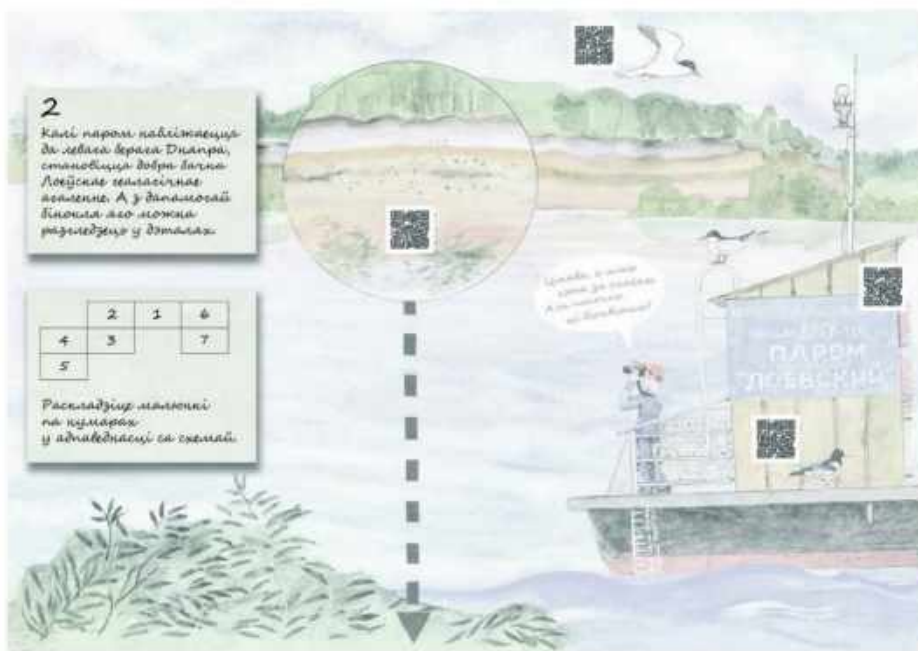 2
Калі паром набліжаецца
да левага берага Дняпра,
становіцца добра бачна
Лоеўскае геалагічнае
агаленне. А з дапамогай
бінокля яго можна
разгледзець у дэталях.
2 1 6
4 3 7
5
Раскладзіце малюнкі
па нумарах
у адпаведнасці са схемай.
ПАРОМ
"ЛОЕВСКИЙ"